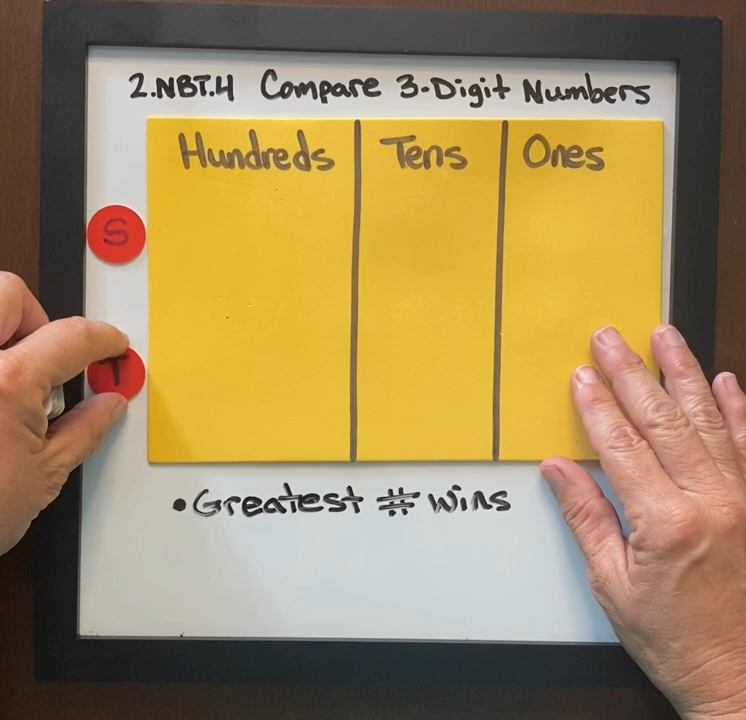 2.NBT.4 Compare 3-Digit Numbers
Hundreds Tens Ones
S
T
•Greatest # wins